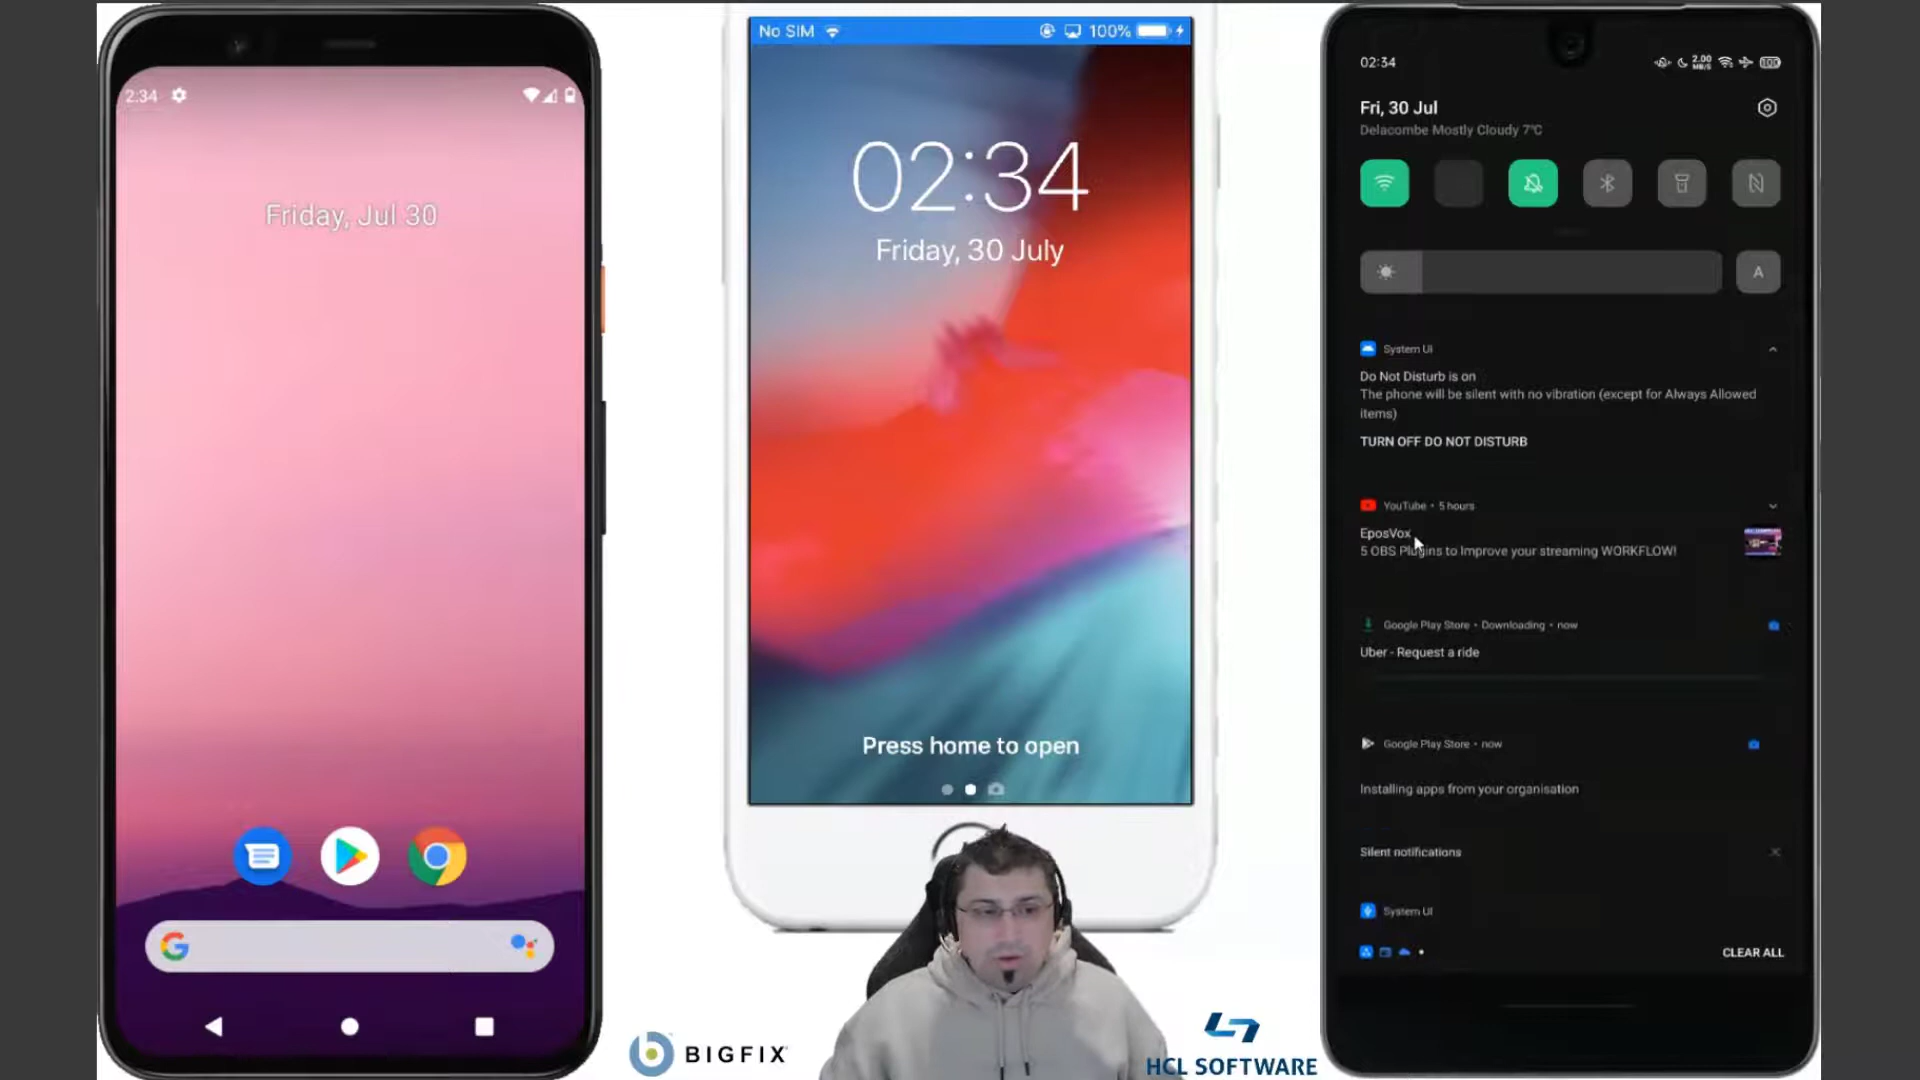 2:34
Friday, Jul 30
No SIM
100%
02:34
Friday, 30 July
Press home to open
BIGFIX
HCL SOFTWARE
02:34
2.00
MB/S
100
Fri, 30 Jul
Delacombe Mostly Cloudy 7°C
A
System UI
Do Not Disturb is on
The phone will be silent with no vibration (except for Always Allowed
items)
TURN OFF DO NOT DISTURB
YouTube • 5 hours
EposVox
5 OBS Plugins to Improve your streaming WORKFLOW!
Google Play Store • Downloading • now
Uber - Request a ride
Google Play Store • now
Installing apps from your organisation
Silent notifications
System UI
CLEAR ALL